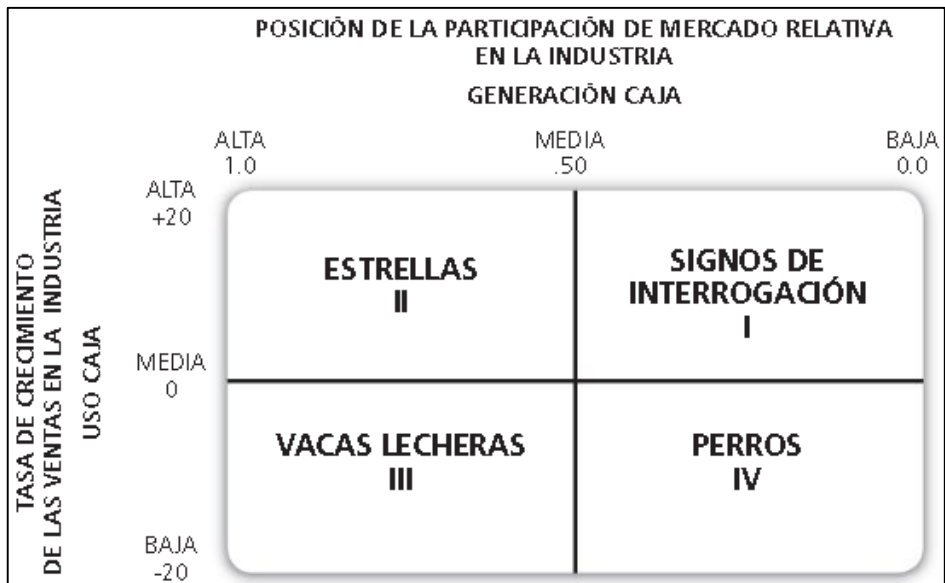 POSICIÓN DE LA PARTICIPACIÓN DE MERCADO RELATIVA
EN LA INDUSTRIA
GENERACIÓN CAJA
ALTA
1.0
MEDIA
.50
BAJA
0.0
TASA DE CRECIMIENTO
DE LAS VENTAS EN LA INDUSTRIA
USO CAJA
ALTA
+20
MEDIA
0
BAJA
-20
ESTRELLAS
II
SIGNOS DE
INTERROGACIÓN
I
VACAS LECHERAS
III
PERROS
IV